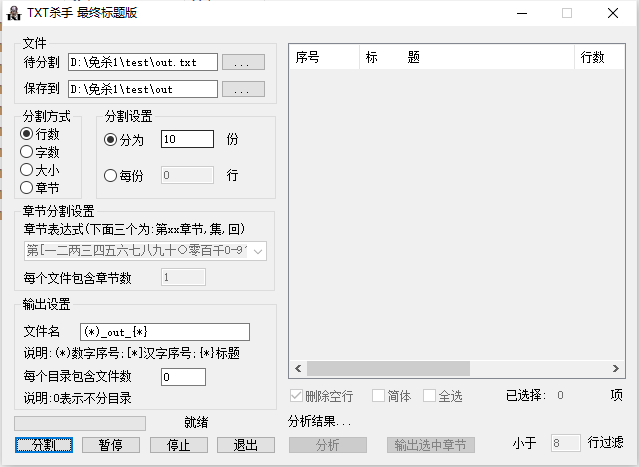 TXT杀手 最终标题版
文件
待分割 D:\免杀1\test\out.txt ...
保存到 D:\免杀1\test\out ...
分割方式
行数
字数
大小
章节
分割设置
分为 10 份
每份 0 行
章节分割设置
章节表达式(下面三个为:第xx章节,集,回)
第[一二两三四五六七八九十○零百千0-9
每个文件包含章节数 1
输出设置
文件名 (*)_out_{*}
说明:(*)数字序号;[*]汉字序号;{*}标题
每个目录包含文件数 0
说明:0表示不分目录
就绪
分割 暂停 停止 退出
序号 标 题 行数
删除空行 简体 全选 已选择: 0 项
分析结果...
分析 输出选中章节 小于 8 行过滤